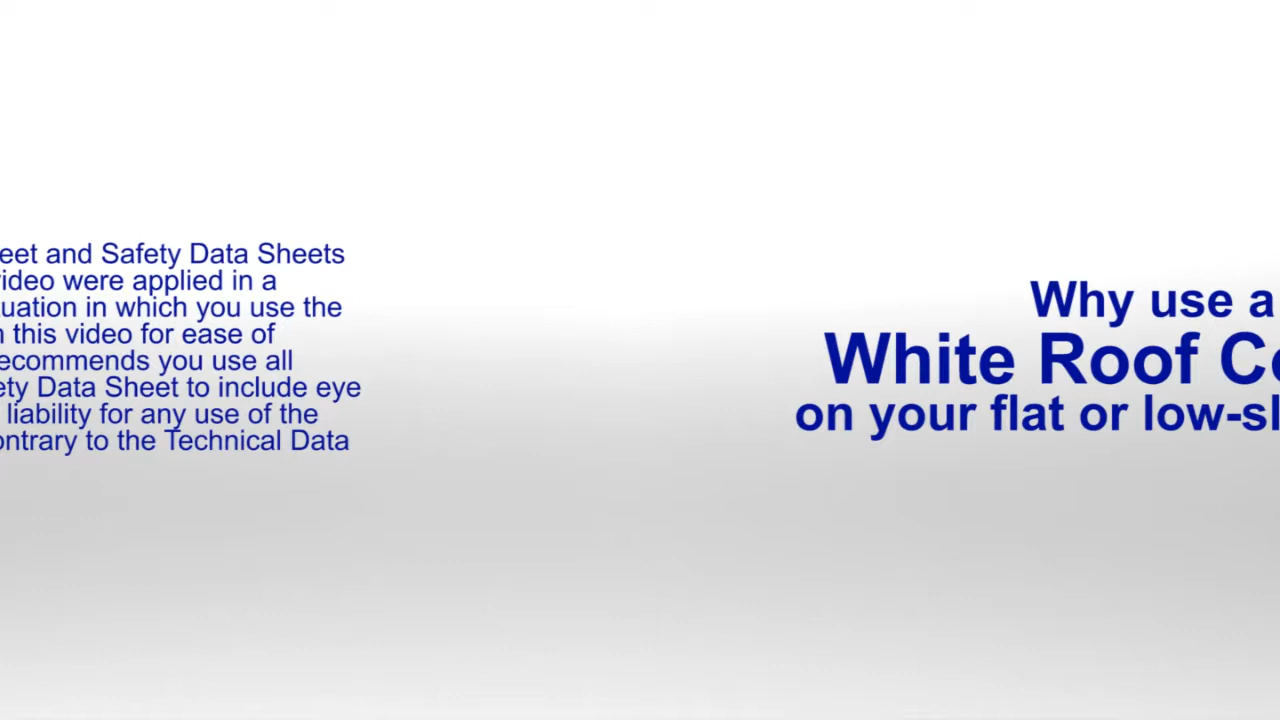 eet and Safety Data Sheets
video were applied in a
tuation in which you use the
n this video for ease of
ecommends you use all
ety Data Sheet to include eye
liability for any use of the
ontrary to the Technical Data
Why use a
White Roof Co
on your flat or low-sl